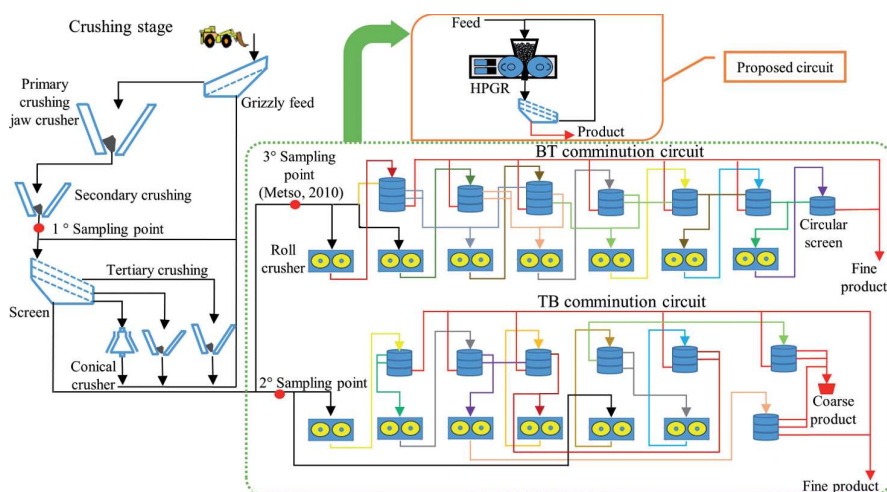 Crushing stage
Feed
HPGR
Product
Proposed circuit
Grizzly feed
Primary
crushing
jaw crusher
Secondary crushing
1 ° Sampling point
Tertiary crushing
Screen
Conical
crusher
2° Sampling point
3° Sampling
point
(Metso, 2010)
BT comminution circuit
Roll
crusher
Circular
screen
Fine
product
TB comminution circuit
Coarse
product
Fine product